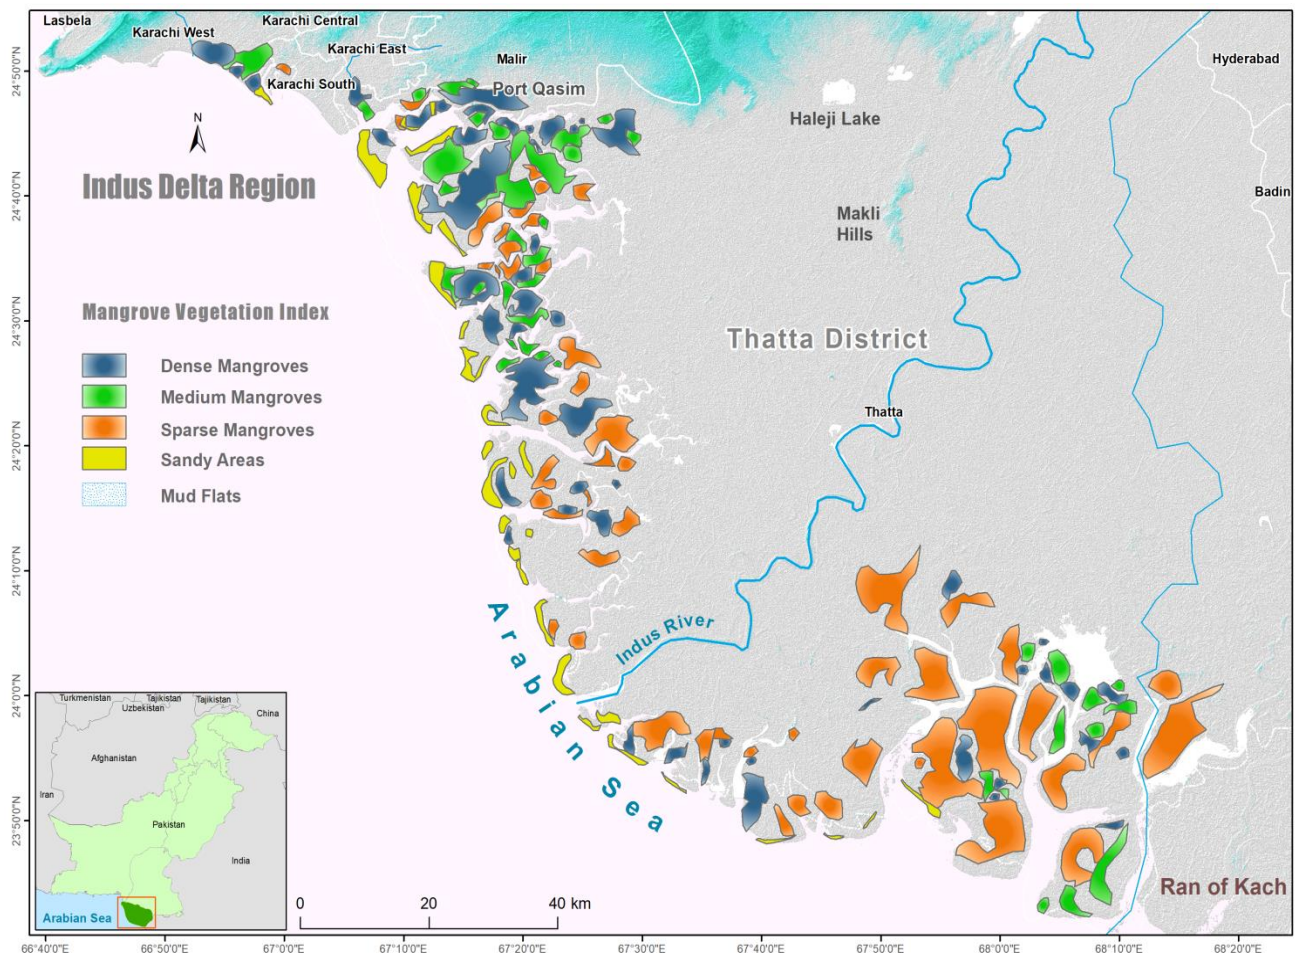 Lasbela
Karachi Central
Karachi West
Karachi East
Malir
Hyderabad
Karachi South
Port Qasim
Haleji Lake
N
Indus Delta Region
Badin
Makli
Hills
Mangrove Vegetation Index
Thatta District
Dense Mangroves
Medium Mangroves
Sparse Mangroves
Sandy Areas
Mud Flats
Thatta
Indus River
Arabian Sea
Ran of Kach
Turkmenistan
Tajikistan
Tajikistan
Uzbekistan
China
Afghanistan
Iran
Pakistan
India
Arabian Sea
0 20 40 km
24°50'0"N
24°40'0"N
24°30'0"N
24°20'0"N
24°10'0"N
24°0'0"N
23°50'0"N
66°40'0"E 66°50'0"E 67°0'0"E 67°10'0"E 67°20'0"E 67°30'0"E 67°40'0"E 67°50'0"E 68°0'0"E 68°10'0"E 68°20'0"E